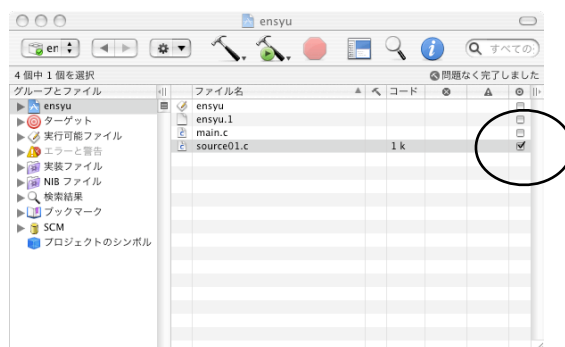 ensyu
en
すべての:
4 個中 1 個を選択
問題なく完了しました
グループとファイル
ファイル名
コード
ensyu
ターゲット
実行可能ファイル
エラーと警告
実装ファイル
NIB ファイル
検索結果
ブックマーク
SCM
プロジェクトのシンボル
ensyu
ensyu.1
main.c
source01.c 1 k